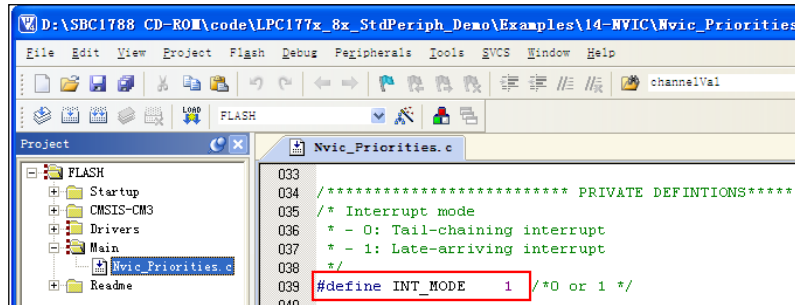 D:\SBC1788 CD-ROM\code\LPC177x_8x_StdPeriph_Demo\Examples\14-NVIC\Nvic_Priorities
File Edit View Project Flash Debug Peripherals Tools SVCS Window Help
channelVal
LOAD FLASH
Project
Nvic_Priorities.c
FLASH
Startup
CMSIS-CM3
Drivers
Main
Nvic_Priorities.c
Readme
033
034 /************************** PRIVATE DEFINTIONS*****
035 /* Interrupt mode
036 * - 0: Tail-chaining interrupt
037 * - 1: Late-arriving interrupt
038 */
039 #define INT_MODE 1 /*0 or 1 */